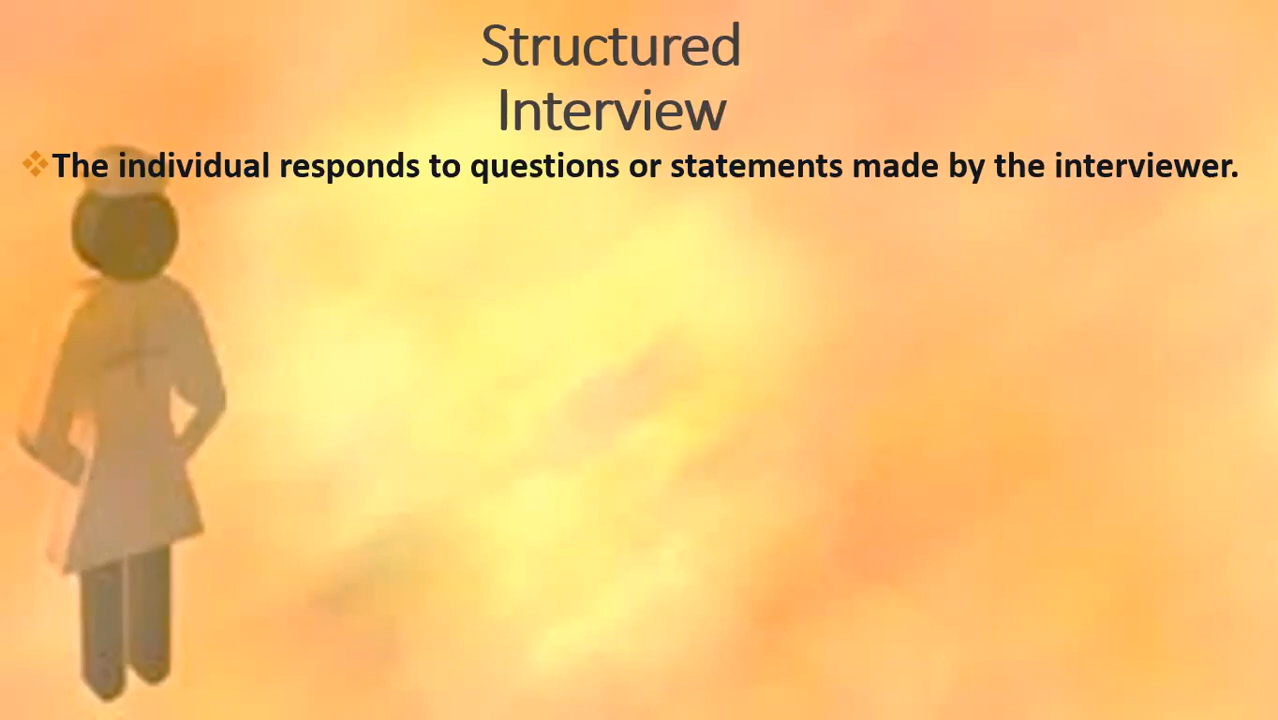 Structured
Interview
❖The individual responds to questions or statements made by the interviewer.